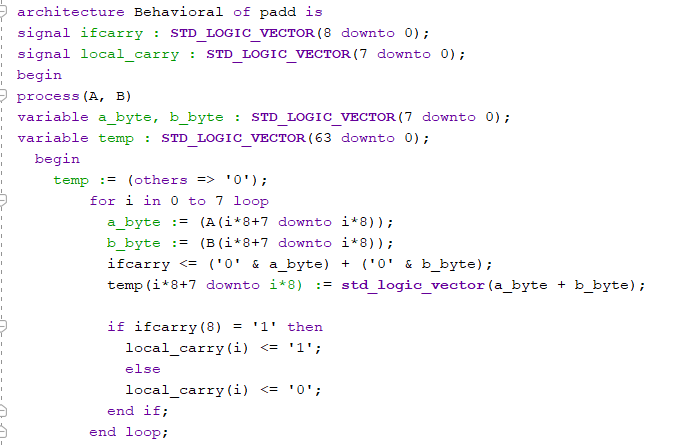 architecture Behavioral of padd is
signal ifcarry : STD_LOGIC_VECTOR(8 downto 0);
signal local_carry : STD_LOGIC_VECTOR(7 downto 0);
begin
process(A, B)
variable a_byte, b_byte : STD_LOGIC_VECTOR(7 downto 0);
variable temp : STD_LOGIC_VECTOR(63 downto 0);
begin
temp := (others => '0');
for i in 0 to 7 loop
a_byte := (A(i*8+7 downto i*8));
b_byte := (B(i*8+7 downto i*8));
ifcarry <= ('0' & a_byte) + ('0' & b_byte);
temp(i*8+7 downto i*8) := std_logic_vector(a_byte + b_byte);
if ifcarry(8) = '1' then
local_carry(i) <= '1';
else
local_carry(i) <= '0';
end if;
end loop;